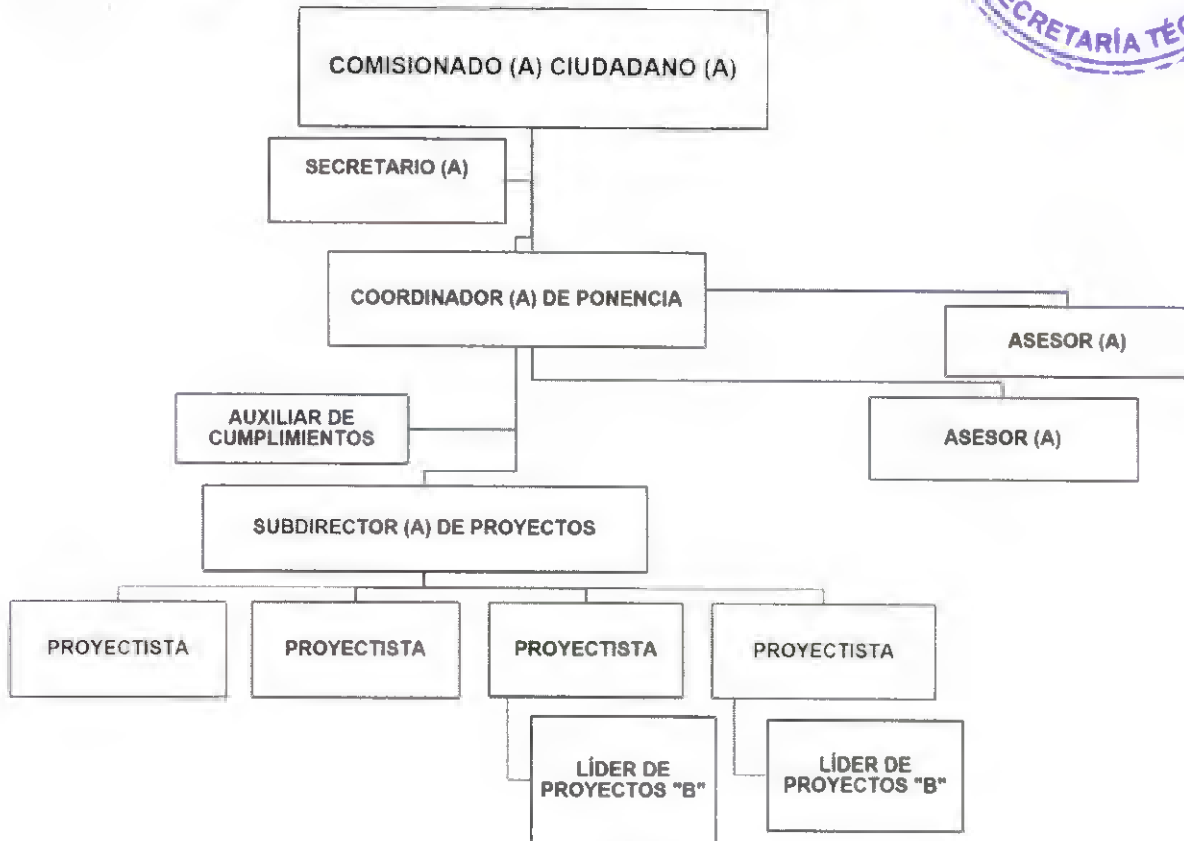 SECRETARÍA TÉC
COMISIONADO (A) CIUDADANO (A)
SECRETARIO (A)
COORDINADOR (A) DE PONENCIA
ASESOR (A)
ASESOR (A)
AUXILIAR DE
CUMPLIMIENTOS
SUBDIRECTOR (A) DE PROYECTOS
PROYECTISTA
PROYECTISTA
PROYECTISTA
PROYECTISTA
LÍDER DE
PROYECTOS "B"
LÍDER DE
PROYECTOS "B"